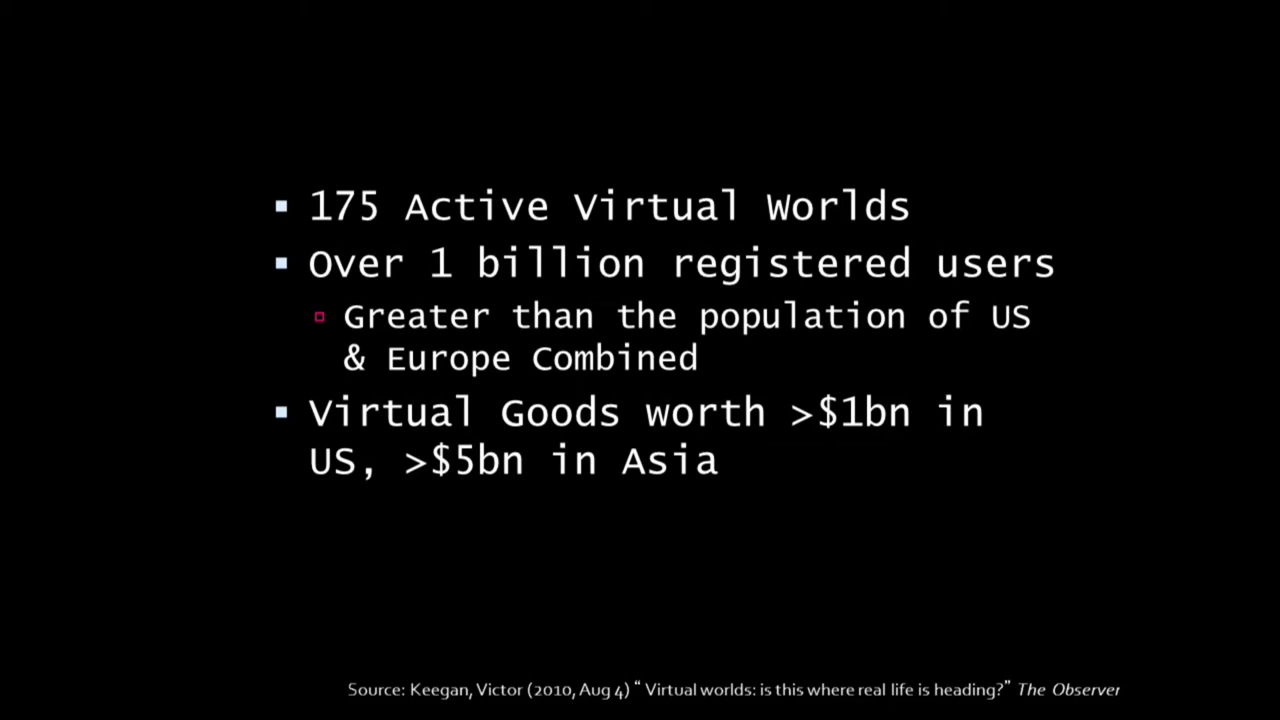 ▪ 175 Active Virtual Worlds
▪ Over 1 billion registered users
▫ Greater than the population of US
& Europe Combined
▪ Virtual Goods worth >$1bn in
US, >$5bn in Asia
Source: Keegan, Victor (2010, Aug 4) “ Virtual worlds: is this where real life is heading?” The Observer